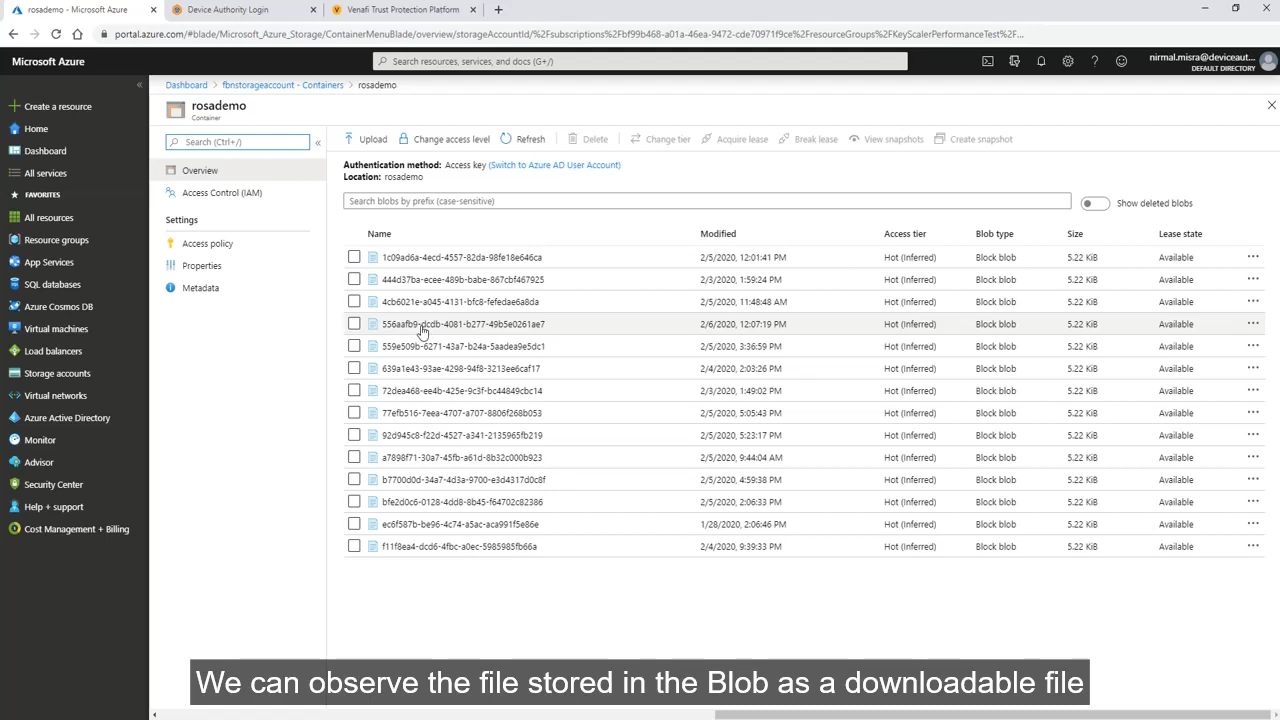 rosademo - Microsoft Azure
Device Authority Login
Venafi Trust Protection Platform
portal.azure.com/#blade/Microsoft_Azure_Storage/ContainerMenuBlade/overview/storageAccountId/%2Fsubscriptions%2Fbf99b468-a01a-46ea-9472-cde70971f9ce%2FresourceGroups%2FKeyScalerPerformanceTest%2F...
Microsoft Azure
Search resources, services, and docs (G+/)
nirmal.misra@deviceaut...
DEFAULT DIRECTORY
Create a resource
Home
Dashboard
All services
FAVORITES
All resources
Resource groups
App Services
SQL databases
Azure Cosmos DB
Virtual machines
Load balancers
Storage accounts
Virtual networks
Azure Active Directory
Monitor
Advisor
Security Center
Help + support
Cost Management + Billing
Dashboard > fbnstorageaccount - Containers > rosademo
rosademo
Container
Search (Ctrl+/)
Overview
Access Control (IAM)
Settings
Access policy
Properties
Metadata
Upload Change access level Refresh Delete Change tier Acquire lease Break lease View snapshots Create snapshot
Authentication method: Access key (Switch to Azure AD User Account)
Location: rosademo
Search blobs by prefix (case-sensitive)
Show deleted blobs
Name Modified Access tier Blob type Size Lease state
1c09ad6a-4ecd-4557-82da-98fe18e646ca 2/5/2020, 12:01:41 PM Hot (Inferred) Block blob 5.22 KiB Available
444d37ba-ecee-489b-babe-867cbf467925 2/3/2020, 1:59:24 PM Hot (Inferred) Block blob 5.22 KiB Available
4cb6021e-a045-4131-bfc8-fefedae6a8da 2/5/2020, 11:48:48 AM Hot (Inferred) Block blob 5.22 KiB Available
556aafb9-dcdb-4081-b277-49b5e0261ae7 2/6/2020, 12:07:19 PM Hot (Inferred) Block blob 5.22 KiB Available
559e509b-6271-43a7-b24a-5aadea9e5dc1 2/5/2020, 3:36:59 PM Hot (Inferred) Block blob 5.22 KiB Available
639a1e43-93ae-4298-94f8-3213ee6caf17 2/4/2020, 2:03:26 PM Hot (Inferred) Block blob 5.22 KiB Available
72dea468-ee4b-425e-9c3f-bc44849cbc14 2/3/2020, 1:49:02 PM Hot (Inferred) Block blob 5.22 KiB Available
77efb516-7eea-4707-a707-8806f268b053 2/5/2020, 5:05:43 PM Hot (Inferred) Block blob 5.22 KiB Available
92d945c8-f22d-4527-a341-2135965fb219 2/5/2020, 5:23:17 PM Hot (Inferred) Block blob 5.22 KiB Available
a7898f71-30a7-45fb-a61d-8b32c000b923 2/5/2020, 9:44:04 AM Hot (Inferred) Block blob 5.22 KiB Available
b7700d0d-34a7-4d3a-9700-e3d4317d0c8f 2/5/2020, 4:59:38 PM Hot (Inferred) Block blob 5.22 KiB Available
bfe2d0c6-0128-4dd8-8b45-f64702c82386 2/5/2020, 2:06:33 PM Hot (Inferred) Block blob 5.22 KiB Available
ec6f587b-be96-4c74-a5ac-aca991f5e86e 1/28/2020, 2:06:46 PM Hot (Inferred) Block blob 5.22 KiB Available
f11f8ea4-dcd6-4fbc-a0ec-5985985fb66a 2/4/2020, 9:39:33 PM Hot (Inferred) Block blob 5.22 KiB Available
We can observe the file stored in the Blob as a downloadable file